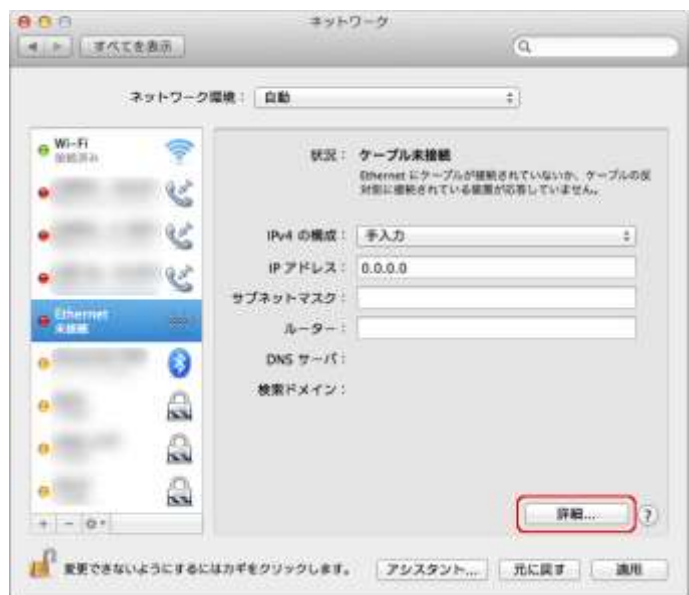 ネットワーク
すべてを表示
ネットワーク環境： 自動
Wi-Fi
接続済み
状況： ケーブル未接続
Ethernet にケーブルが接続されていないか、ケーブルの反
対側に接続されている装置が応答していません。
IPv4 の構成： 手入力
IP アドレス： 0.0.0.0
サブネットマスク：
Ethernet
未接続
ルーター：
DNS サーバ：
検索ドメイン：
詳細...
?
変更できないようにするにはカギをクリックします。
アシスタント...
元に戻す
適用